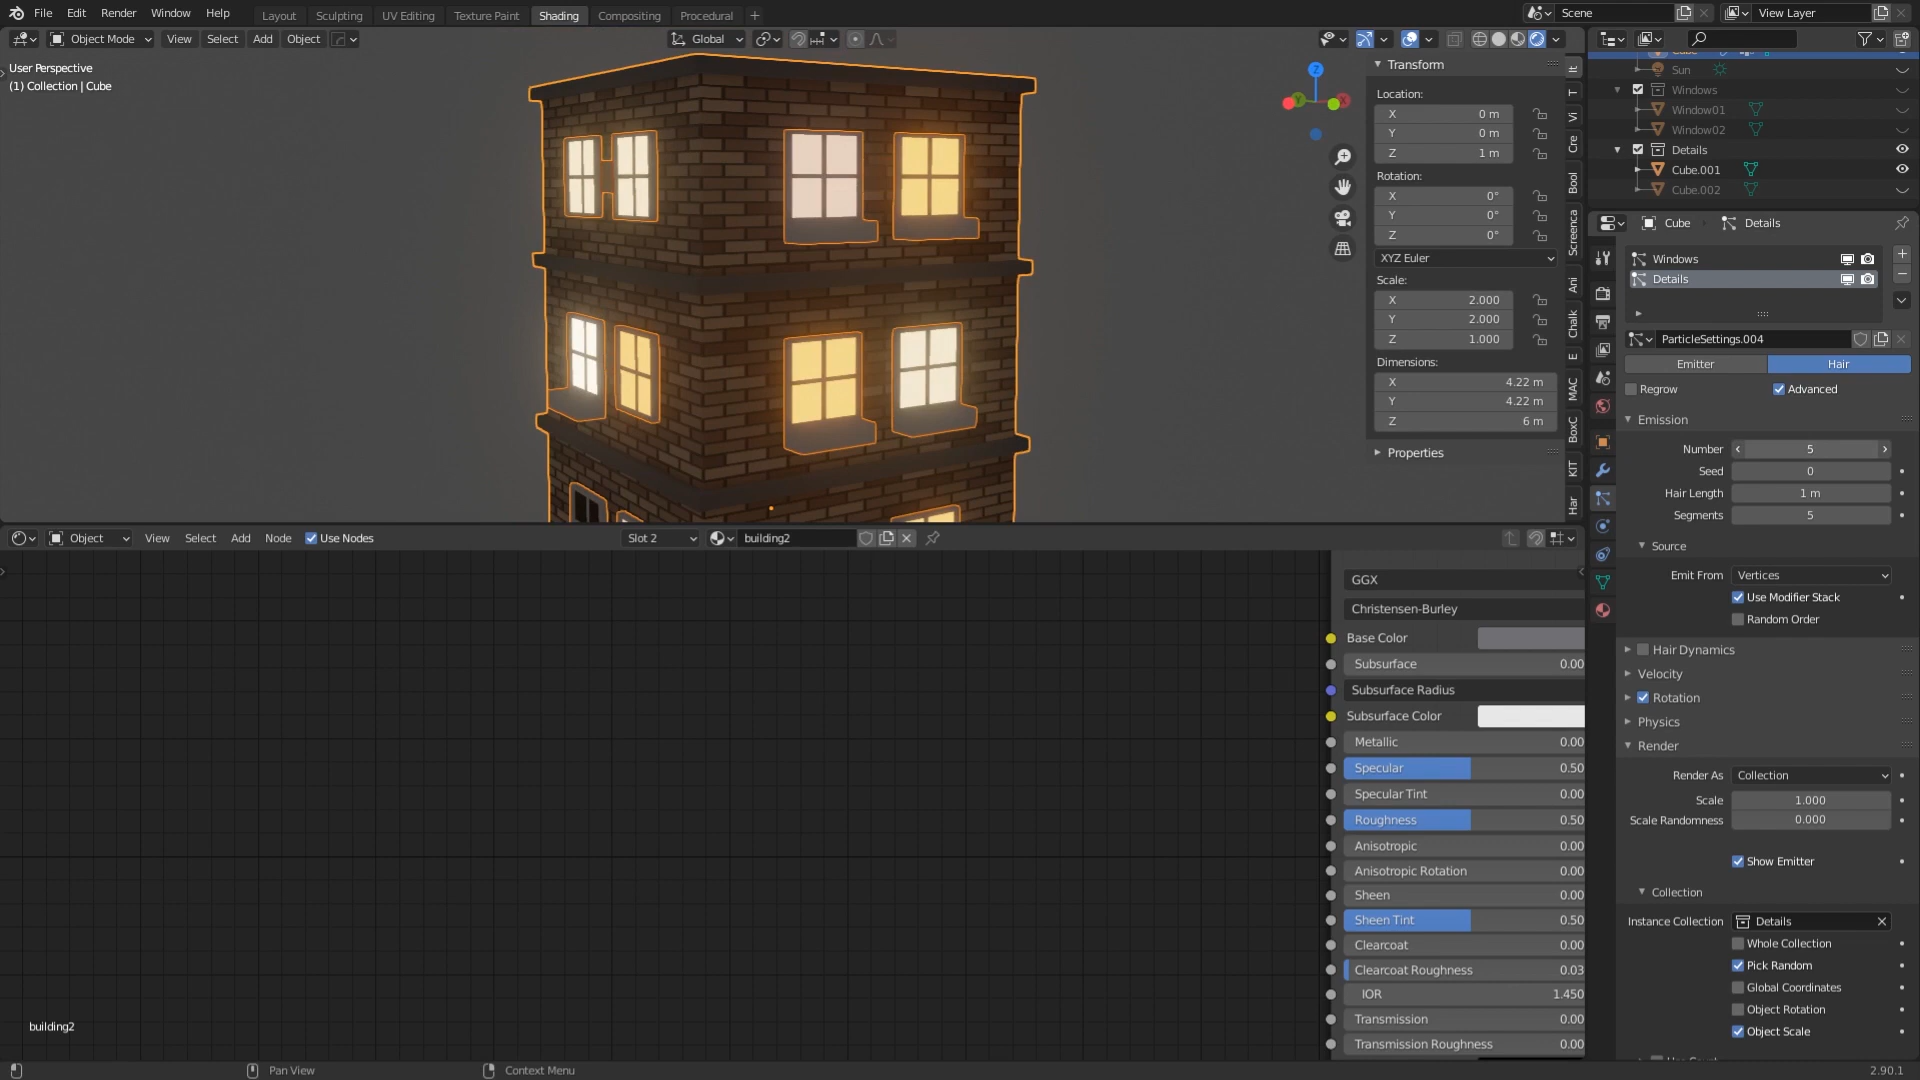 File Edit Render Window Help
Layout Sculpting UV Editing Texture Paint Shading Compositing Procedural +
Scene
View Layer
Object Mode View Select Add Object
Global
User Perspective
(1) Collection | Cube
Z
Y
X
Transform
Location:
X 0 m
Y 0 m
Z 1 m
Rotation:
X 0°
Y 0°
Z 0°
XYZ Euler
Scale:
X 2.000
Y 2.000
Z 1.000
Dimensions:
X 4.22 m
Y 4.22 m
Z 6 m
Properties
It
T
Vi
Cre
Bool
Screenca
Ani
Chalk
E
MAC
BoxC
KIT
Har
Sun
Windows
Window01
Window02
Details
Cube.001
Cube.002
Cube Details
Windows
Details
ParticleSettings.004
Emitter Hair
Regrow Advanced
Emission
Number 5
Seed 0
Hair Length 1 m
Segments 5
Source
Emit From Vertices
Use Modifier Stack
Random Order
Hair Dynamics
Velocity
Rotation
Physics
Render
Render As Collection
Scale 1.000
Scale Randomness 0.000
Show Emitter
Collection
Instance Collection Details
Whole Collection
Pick Random
Global Coordinates
Object Rotation
Object Scale
Object View Select Add Node Use Nodes
Slot 2
building2
GGX
Christensen-Burley
Base Color
Subsurface 0.00
Subsurface Radius
Subsurface Color
Metallic 0.00
Specular 0.50
Specular Tint 0.00
Roughness 0.50
Anisotropic 0.00
Anisotropic Rotation 0.00
Sheen 0.00
Sheen Tint 0.50
Clearcoat 0.00
Clearcoat Roughness 0.03
IOR 1.450
Transmission 0.00
Transmission Roughness 0.00
building2
Pan View
Context Menu
2.90.1